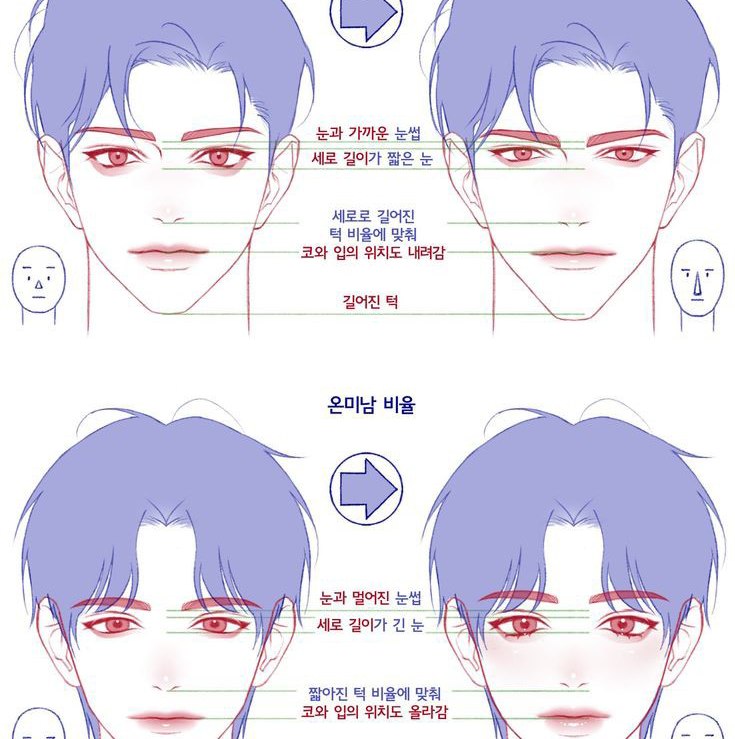 눈과 가까운 눈썹
세로 길이가 짧은 눈
세로로 길어진
턱 비율에 맞춰
코와 입의 위치도 내려감
길어진 턱
온미남 비율
눈과 멀어진 눈썹
세로 길이가 긴 눈
짧아진 턱 비율에 맞춰
코와 입의 위치도 올라감